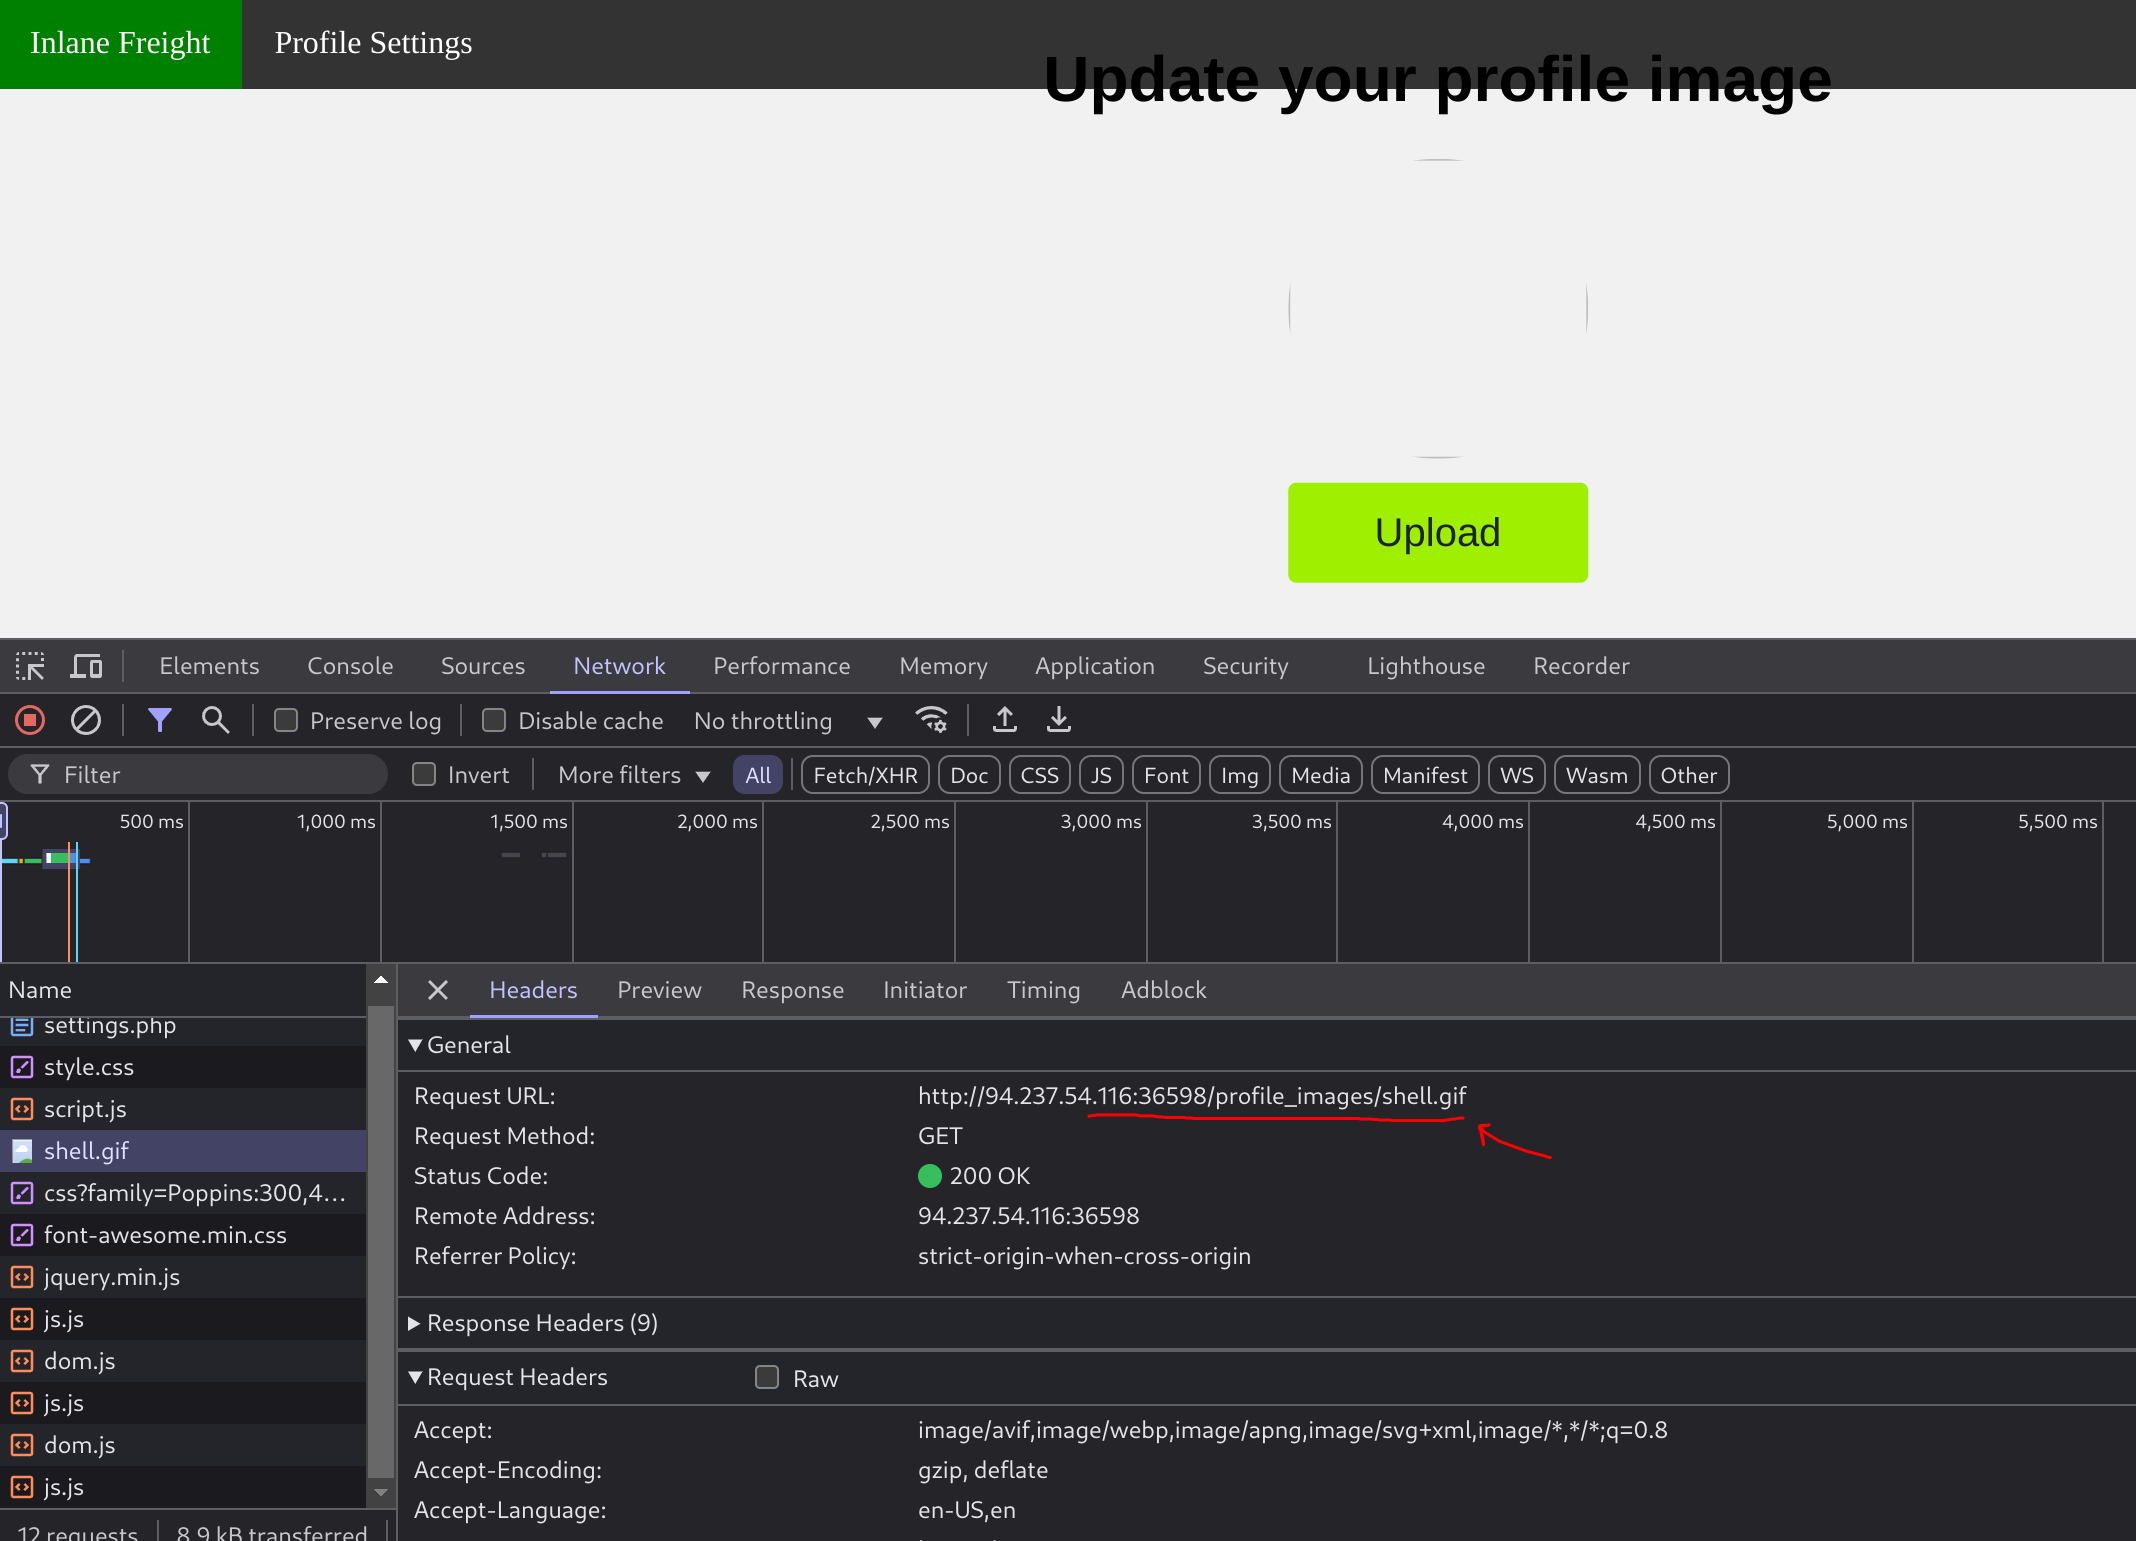 Inlane Freight Profile Settings
Update your profile image
Upload
Elements Console Sources Network Performance Memory Application Security Lighthouse Recorder
Preserve log Disable cache No throttling
Filter Invert More filters All Fetch/XHR Doc CSS JS Font Img Media Manifest WS Wasm Other
500 ms 1,000 ms 1,500 ms 2,000 ms 2,500 ms 3,000 ms 3,500 ms 4,000 ms 4,500 ms 5,000 ms 5,500 ms
Name
settings.php
style.css
script.js
shell.gif
css?family=Poppins:300,4...
font-awesome.min.css
jquery.min.js
js.js
dom.js
js.js
dom.js
js.js
12 requests 8.9 kB transferred
Headers Preview Response Initiator Timing Adblock
General
Request URL: http://94.237.54.116:36598/profile_images/shell.gif
Request Method: GET
Status Code: 200 OK
Remote Address: 94.237.54.116:36598
Referrer Policy: strict-origin-when-cross-origin
Response Headers (9)
Request Headers Raw
Accept: image/avif,image/webp,image/apng,image/svg+xml,image/*,*/*;q=0.8
Accept-Encoding: gzip, deflate
Accept-Language: en-US,en